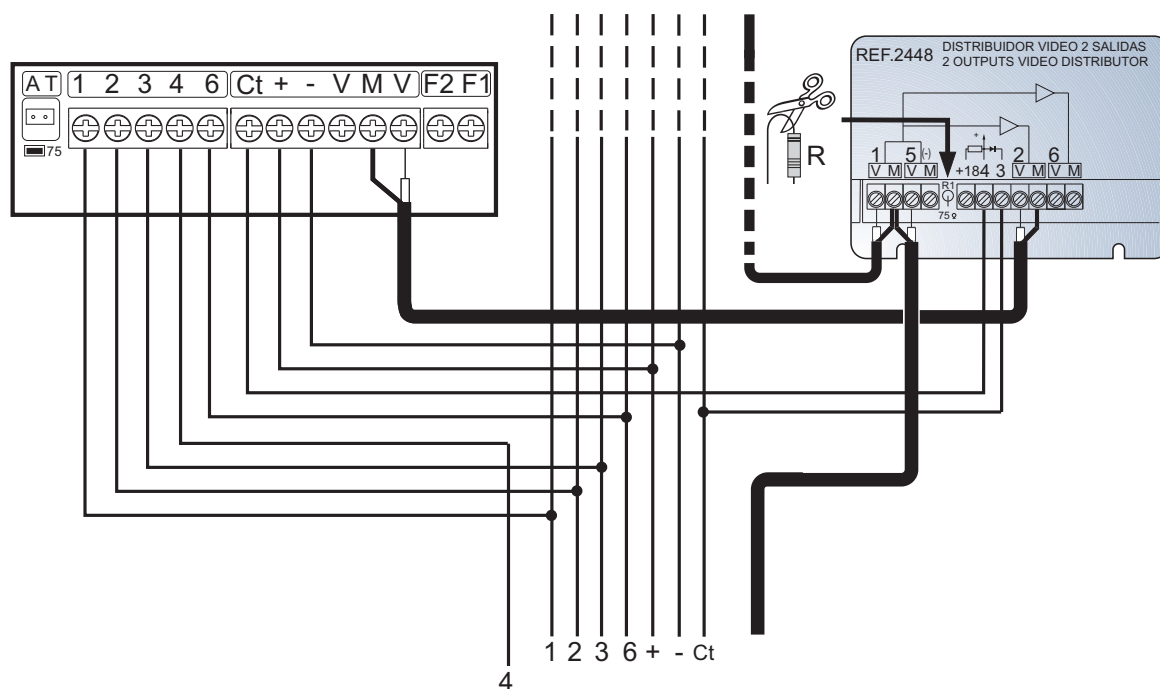 A T 1 2 3 4 6 Ct + - V M V F2 F1
75
R
REF.2448
DISTRIBUIDOR VIDEO 2 SALIDAS
2 OUTPUTS VIDEO DISTRIBUTOR
+
1 5 (-) 2 6
V M V M +18 4 3 V M V M
R1
75 ♀
1 2 3 6 + - Ct
4